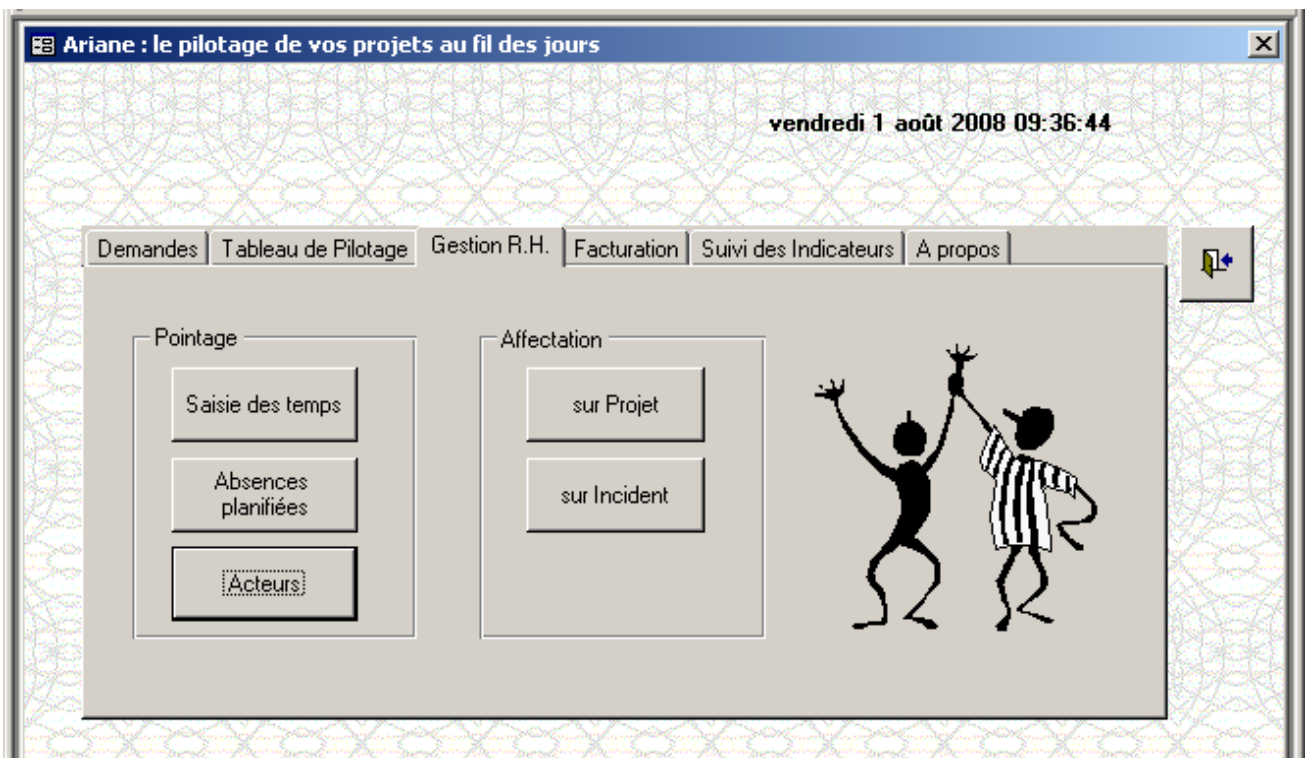 Ariane : le pilotage de vos projets au fil des jours
vendredi 1 août 2008 09:36:44
Demandes Tableau de Pilotage Gestion R.H. Facturation Suivi des Indicateurs A propos
Pointage Affectation
Saisie des temps sur Projet
Absences
planifiées
sur Incident
Acteurs